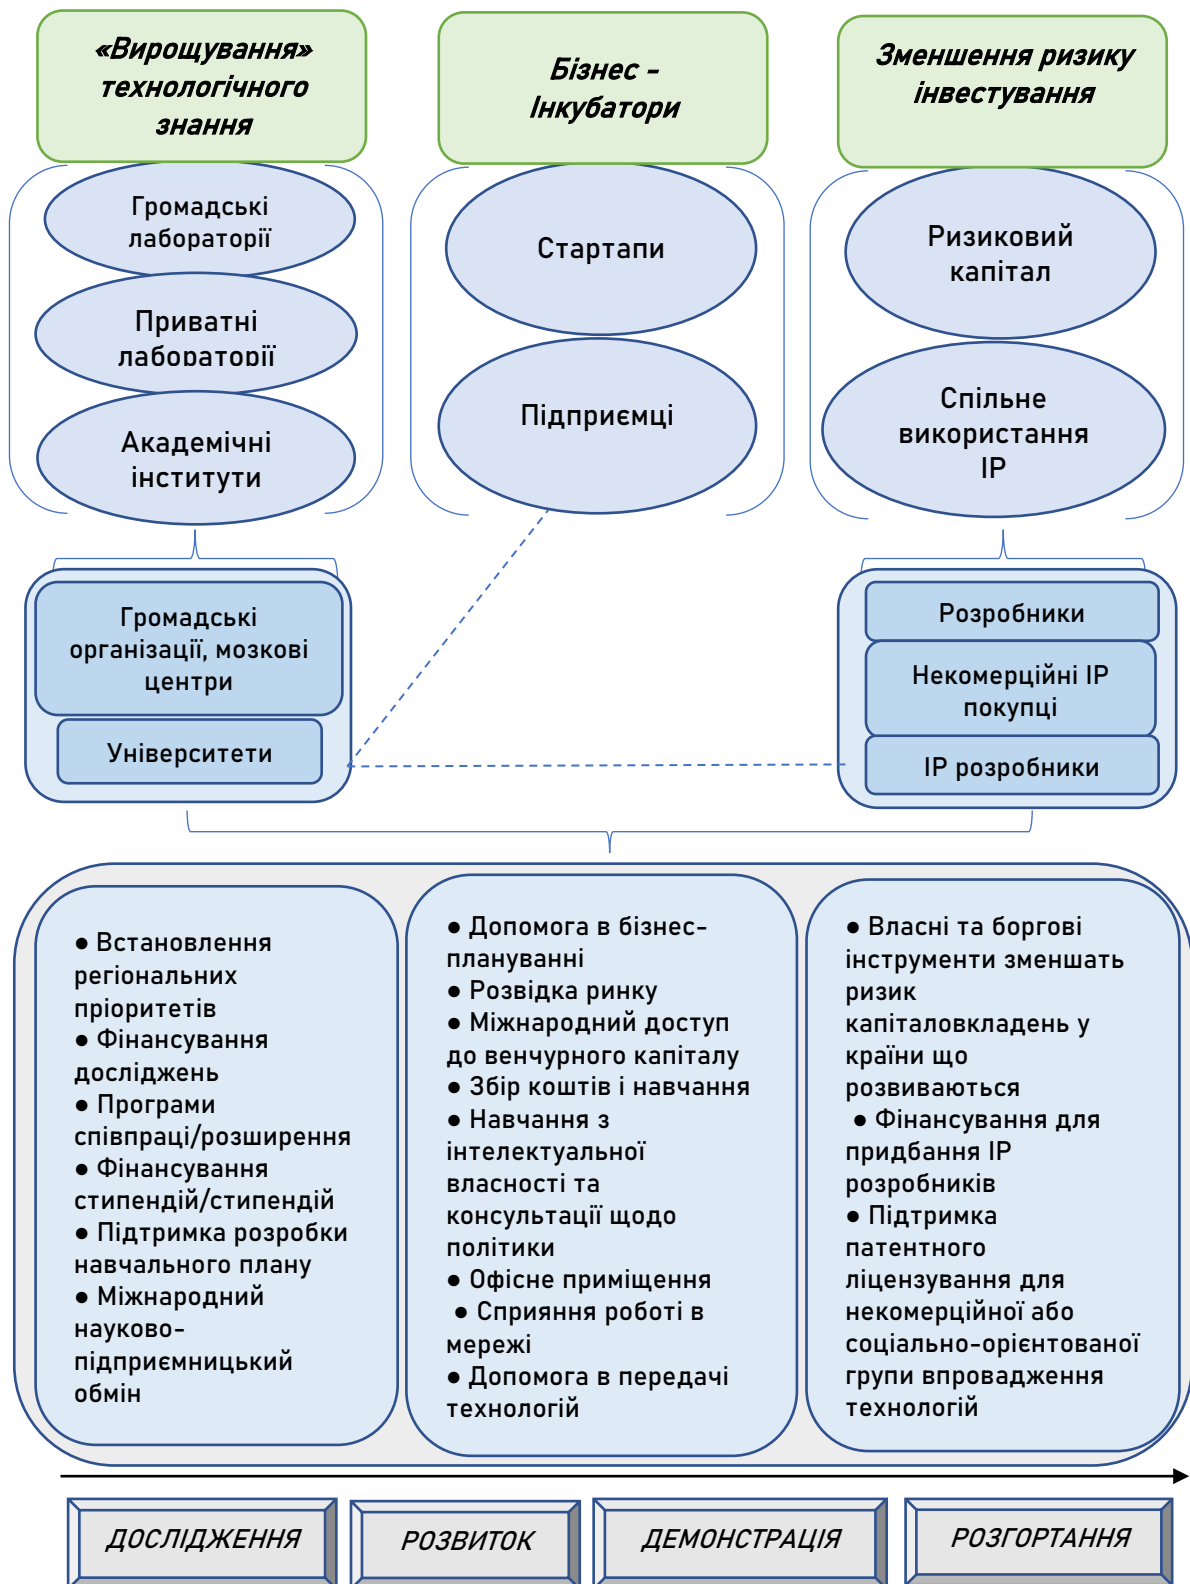 «Вирощування»
технологічного
знання
Бізнес -
Інкубатори
Зменшення ризику
інвестування
Громадські
лабораторії
Приватні
лабораторії
Академічні
інститути
Стартапи
Підприємці
Ризиковий
капітал
Спільне
використання
ІР
Громадські
організації, мозкові
центри
Університети
Розробники
Некомерційні ІР
покупці
ІР розробники
● Встановлення
регіональних
пріоритетів
● Фінансування
досліджень
● Програми
співпраці/розширення
● Фінансування
стипендій/стипендій
● Підтримка розробки
навчального плану
● Міжнародний
науково-
підприємницький
обмін
● Допомога в бізнес-
плануванні
● Розвідка ринку
● Міжнародний доступ
до венчурного капіталу
● Збір коштів і навчання
● Навчання з
інтелектуальної
власності та
консультації щодо
політики
● Офісне приміщення
● Сприяння роботі в
мережі
● Допомога в передачі
технологій
● Власні та боргові
інструменти зменшать
ризик
капіталовкладень у
країни що
розвиваються
● Фінансування для
придбання ІР
розробників
● Підтримка
патентного
ліцензування для
некомерційної або
соціально-орієнтованої
групи впровадження
технологій
ДОСЛІДЖЕННЯ
РОЗВИТОК
ДЕМОНСТРАЦІЯ
РОЗГОРТАННЯ